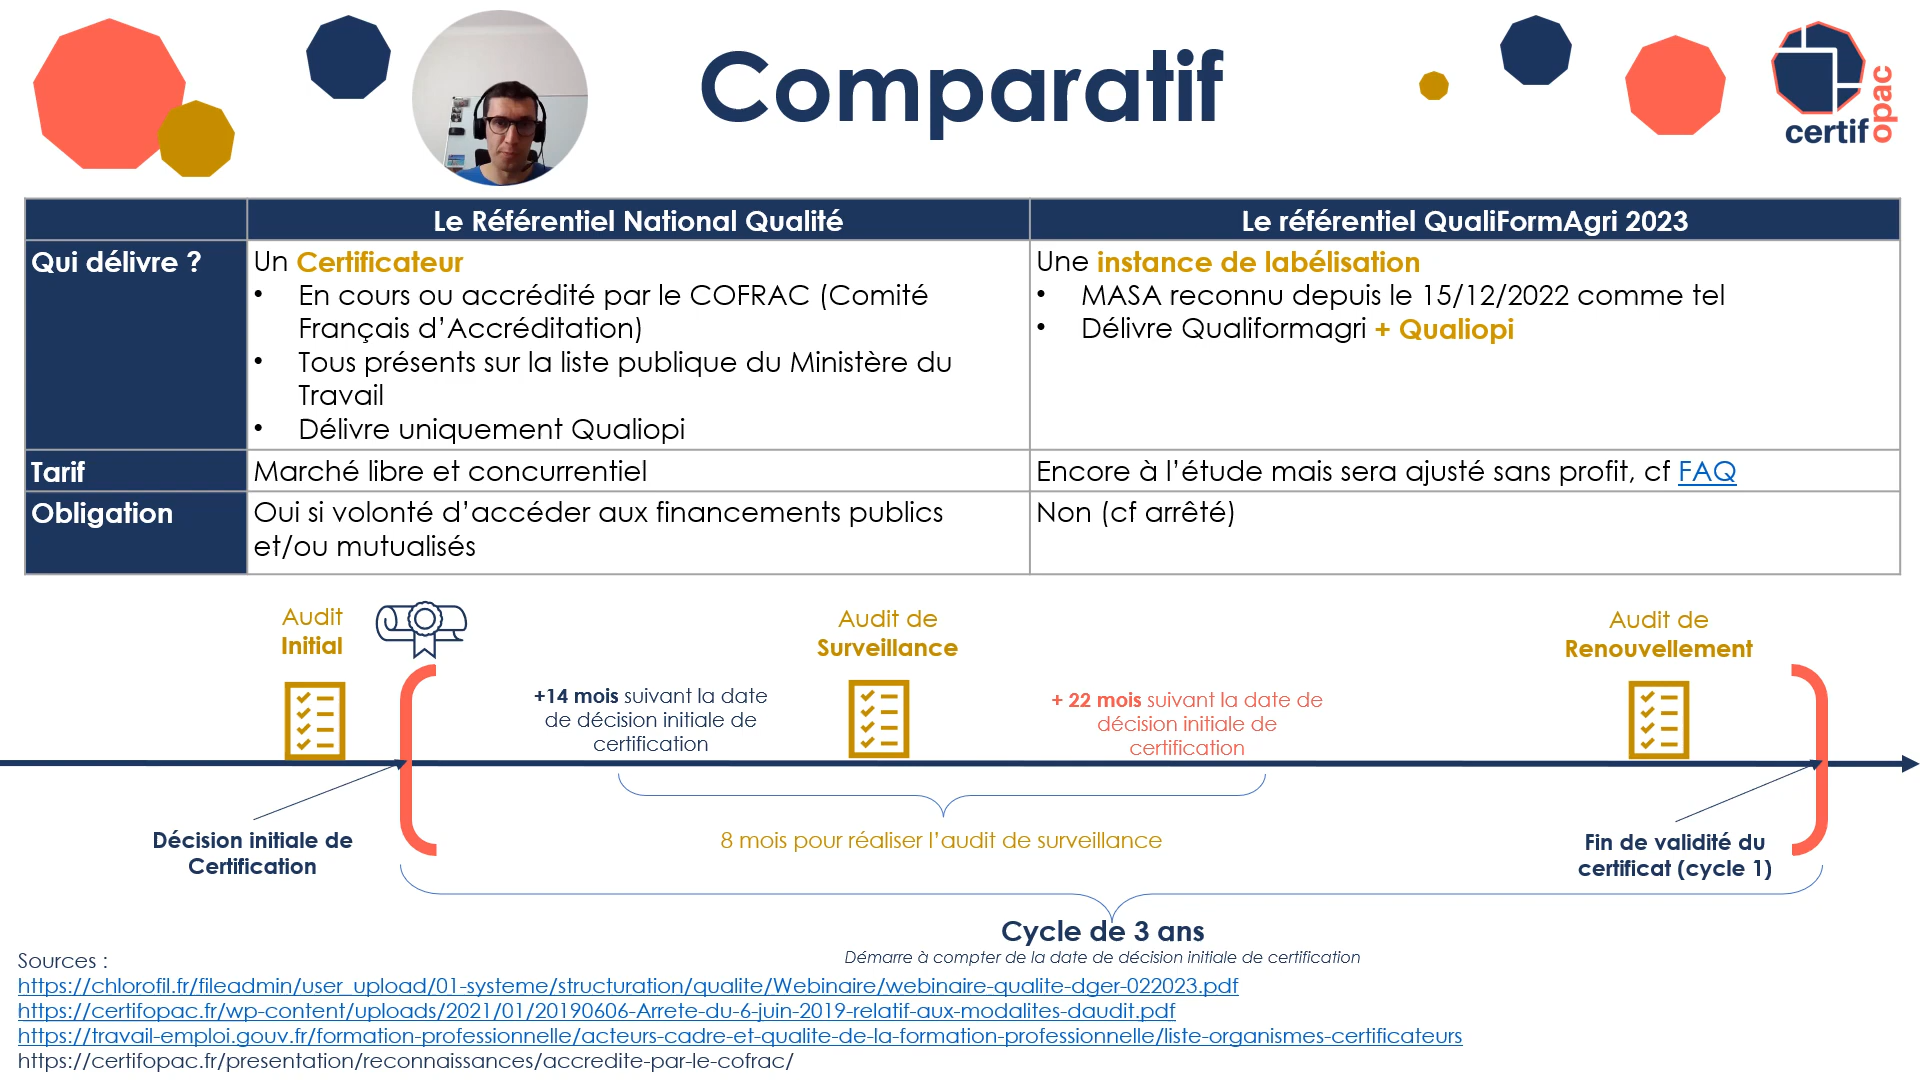 Comparatif
certif
opac
Le Référentiel National Qualité
Le référentiel QualiFormAgri 2023
Qui délivre ?
Un Certificateur
• En cours ou accrédité par le COFRAC (Comité
Français d’Accréditation)
• Tous présents sur la liste publique du Ministère du
Travail
• Délivre uniquement Qualiopi
Une instance de labélisation
• MASA reconnu depuis le 15/12/2022 comme tel
• Délivre Qualiformagri + Qualiopi
Tarif
Marché libre et concurrentiel
Encore à l’étude mais sera ajusté sans profit, cf FAQ
Obligation
Oui si volonté d’accéder aux financements publics
et/ou mutualisés
Non (cf arrêté)
Audit
Initial
Audit de
Surveillance
Audit de
Renouvellement
+14 mois suivant la date
de décision initiale de
certification
+ 22 mois suivant la date de
décision initiale de
certification
Décision initiale de
Certification
8 mois pour réaliser l’audit de surveillance
Fin de validité du
certificat (cycle 1)
Cycle de 3 ans
Démarre à compter de la date de décision initiale de certification
Sources :
https://chlorofil.fr/fileadmin/user_upload/01-systeme/structuration/qualite/Webinaire/webinaire-qualite-dger-022023.pdf
https://certifopac.fr/wp-content/uploads/2021/01/20190606-Arrete-du-6-juin-2019-relatif-aux-modalites-daudit.pdf
https://travail-emploi.gouv.fr/formation-professionnelle/acteurs-cadre-et-qualite-de-la-formation-professionnelle/liste-organismes-certificateurs
https://certifopac.fr/presentation/reconnaissances/accredite-par-le-cofrac/